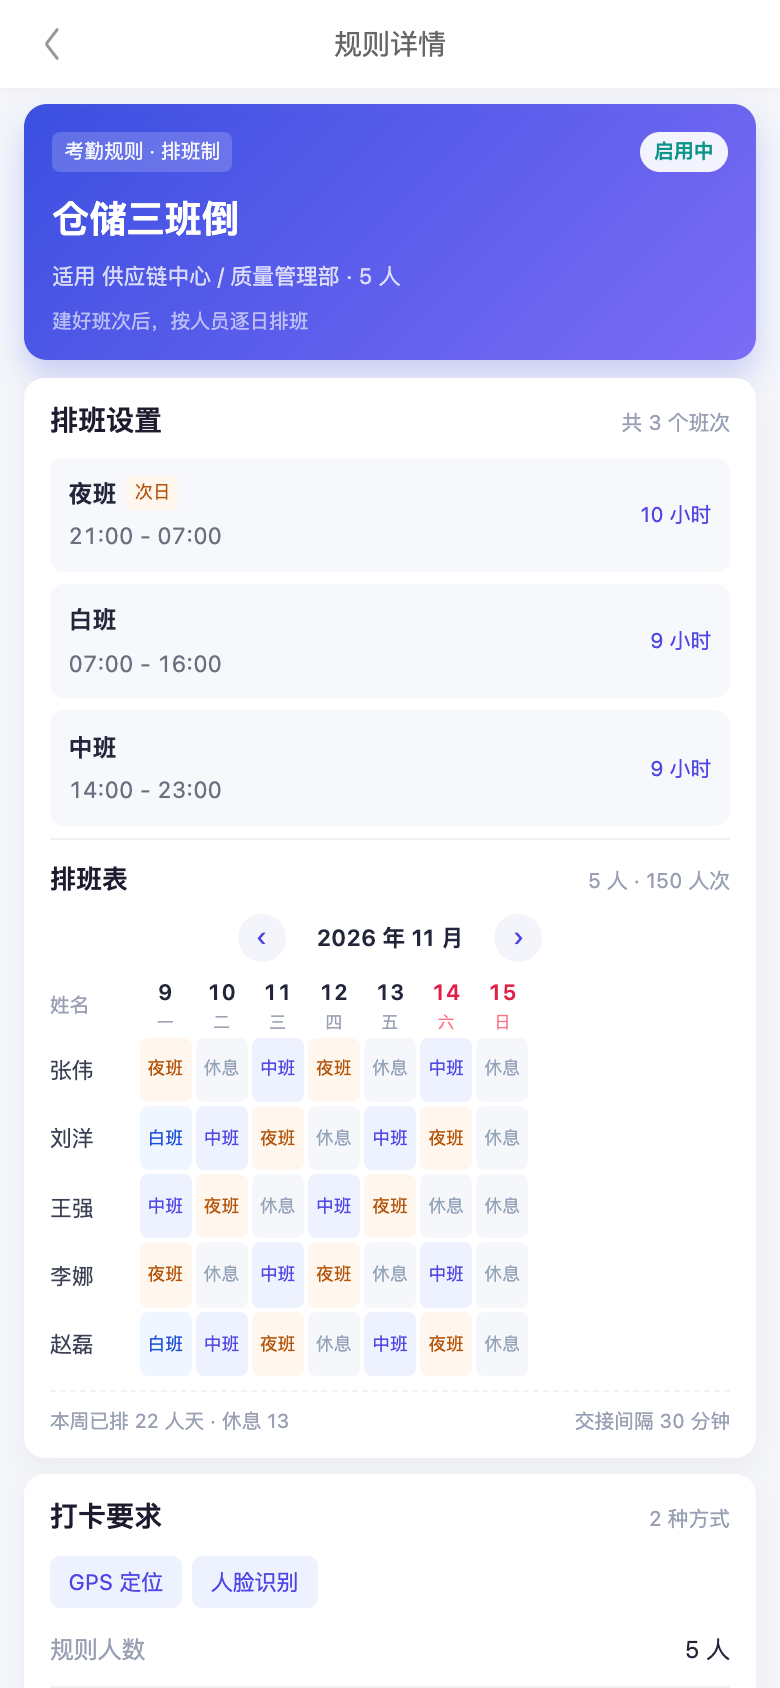 规则详情
考勤规则 · 排班制 启用中
仓储三班倒
适用 供应链中心 / 质量管理部 · 5 人
建好班次后，按人员逐日排班
排班设置 共 3 个班次
夜班 次日
21:00 - 07:00 10 小时
白班
07:00 - 16:00 9 小时
中班
14:00 - 23:00 9 小时
排班表 5 人 · 150 人次
‹ 2026 年 11 月 ›
姓名 9 10 11 12 13 14 15
一 二 三 四 五 六 日
张伟 夜班 休息 中班 夜班 休息 中班 休息
刘洋 白班 中班 夜班 休息 中班 夜班 休息
王强 中班 夜班 休息 中班 夜班 休息 休息
李娜 夜班 休息 中班 夜班 休息 中班 休息
赵磊 白班 中班 夜班 休息 中班 夜班 休息
本周已排 22 人天 · 休息 13 交接间隔 30 分钟
打卡要求 2 种方式
GPS 定位 人脸识别
规则人数 5 人